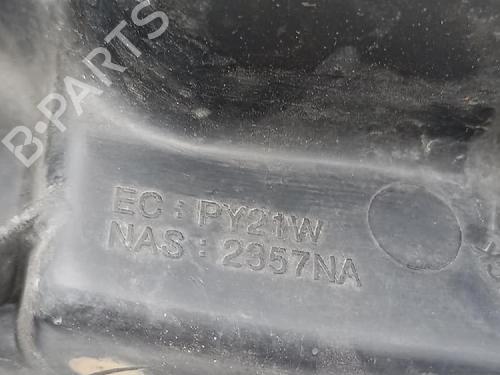 B-PARTS
EC : PY21W
NAS : 2357NA